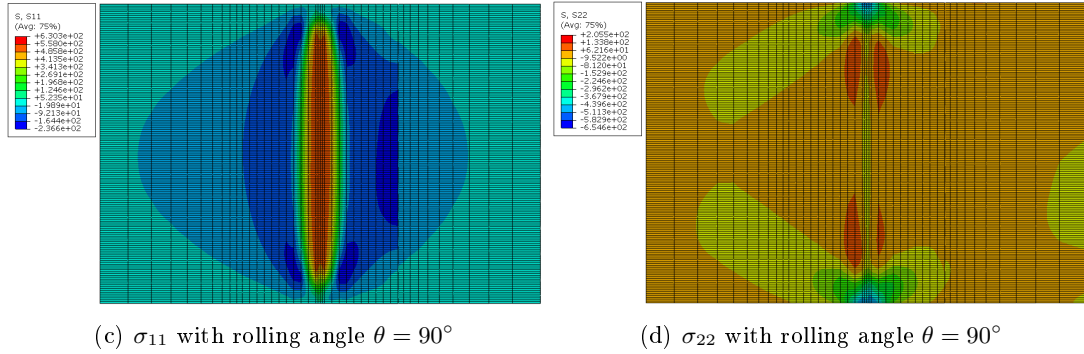 S, S11
(Avg: 75%)
+6.303e+02
+5.580e+02
+4.858e+02
+4.135e+02
+3.413e+02
+2.691e+02
+1.968e+02
+1.246e+02
+5.235e+01
-1.989e+01
-9.213e+01
-1.644e+02
-2.366e+02
S, S22
(Avg: 75%)
+2.055e+02
+1.338e+02
+6.216e+01
-9.522e+00
-8.120e+01
-1.529e+02
-2.246e+02
-2.962e+02
-3.679e+02
-4.396e+02
-5.113e+02
-5.829e+02
-6.546e+02
(c) σ₁₁ with rolling angle θ = 90°
(d) σ₂₂ with rolling angle θ = 90°